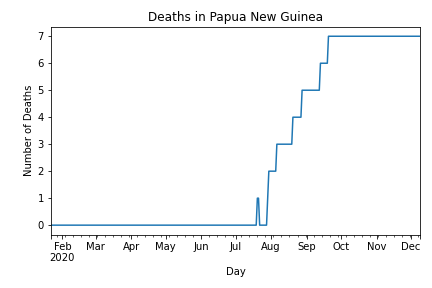 Deaths in Papua New Guinea
Number of Deaths
7
6
5
4
3
2
1
0
Feb Mar Apr May Jun Jul Aug Sep Oct Nov Dec
2020
Day